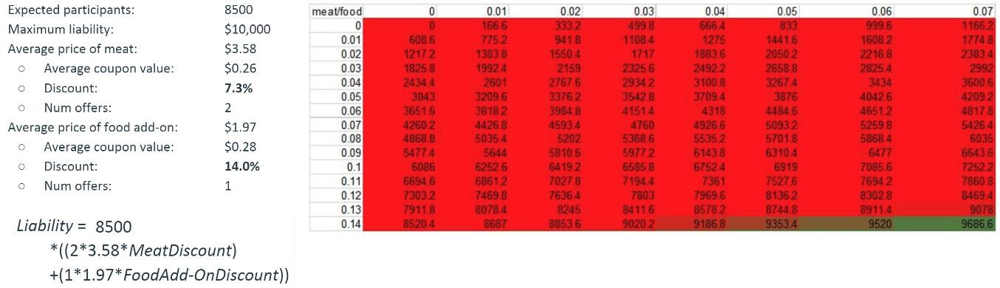 Expected participants: 8500
Maximum liability: $10,000
Average price of meat: $3.58
○ Average coupon value: $0.26
○ Discount: 7.3%
○ Num offers: 2
Average price of food add-on: $1.97
○ Average coupon value: $0.28
○ Discount: 14.0%
○ Num offers: 1
Liability = 8500
*((2*3.58*MeatDiscount)
+(1*1.97*FoodAdd-OnDiscount))
meat/food 0 0.01 0.02 0.03 0.04 0.05 0.06 0.07
0 0 166.6 333.2 499.8 666.4 833 999.6 1166.2
0.01 608.6 775.2 941.8 1108.4 1275 1441.6 1608.2 1774.8
0.02 1217.2 1383.8 1550.4 1717 1883.6 2050.2 2216.8 2383.4
0.03 1825.8 1992.4 2159 2325.6 2492.2 2658.8 2825.4 2992
0.04 2434.4 2601 2767.6 2934.2 3100.8 3267.4 3434 3600.6
0.05 3043 3209.6 3376.2 3542.8 3709.4 3876 4042.6 4209.2
0.06 3651.6 3818.2 3984.8 4151.4 4318 4484.6 4651.2 4817.8
0.07 4260.2 4426.8 4593.4 4760 4926.6 5093.2 5259.8 5426.4
0.08 4868.8 5035.4 5202 5368.6 5535.2 5701.8 5868.4 6035
0.09 5477.4 5644 5810.6 5977.2 6143.8 6310.4 6477 6643.6
0.1 6086 6252.6 6419.2 6585.8 6752.4 6919 7085.6 7252.2
0.11 6694.6 6861.2 7027.8 7194.4 7361 7527.6 7694.2 7860.8
0.12 7303.2 7469.8 7636.4 7803 7969.6 8136.2 8302.8 8469.4
0.13 7911.8 8078.4 8245 8411.6 8578.2 8744.8 8911.4 9078
0.14 8520.4 8687 8853.6 9020.2 9186.8 9353.4 9520 9686.6